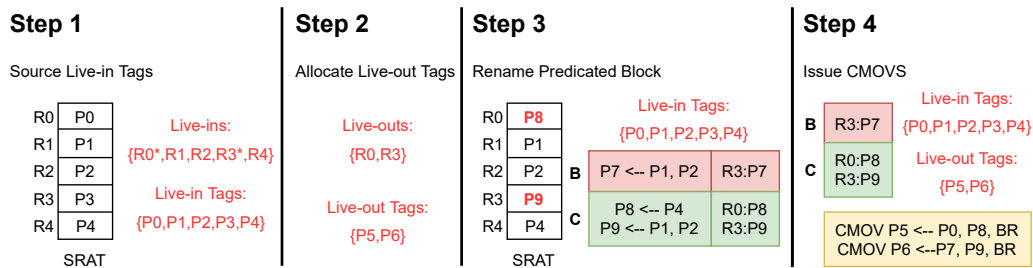 Step 1
Source Live-in Tags
R0 P0
R1 P1
R2 P2
R3 P3
R4 P4
SRAT
Live-ins:
{R0*,R1,R2,R3*,R4}
Live-in Tags:
{P0,P1,P2,P3,P4}
Step 2
Allocate Live-out Tags
Live-outs:
{R0,R3}
Live-out Tags:
{P5,P6}
Step 3
Rename Predicated Block
R0 P8
R1 P1
R2 P2
R3 P9
R4 P4
SRAT
Live-in Tags:
{P0,P1,P2,P3,P4}
B P7 <-- P1, P2 R3:P7
C P8 <-- P4 R0:P8
P9 <-- P1, P2 R3:P9
Step 4
Issue CMOVS
B R3:P7
C R0:P8
R3:P9
Live-in Tags:
{P0,P1,P2,P3,P4}
Live-out Tags:
{P5,P6}
CMOV P5 <-- P0, P8, BR
CMOV P6 <--P7, P9, BR